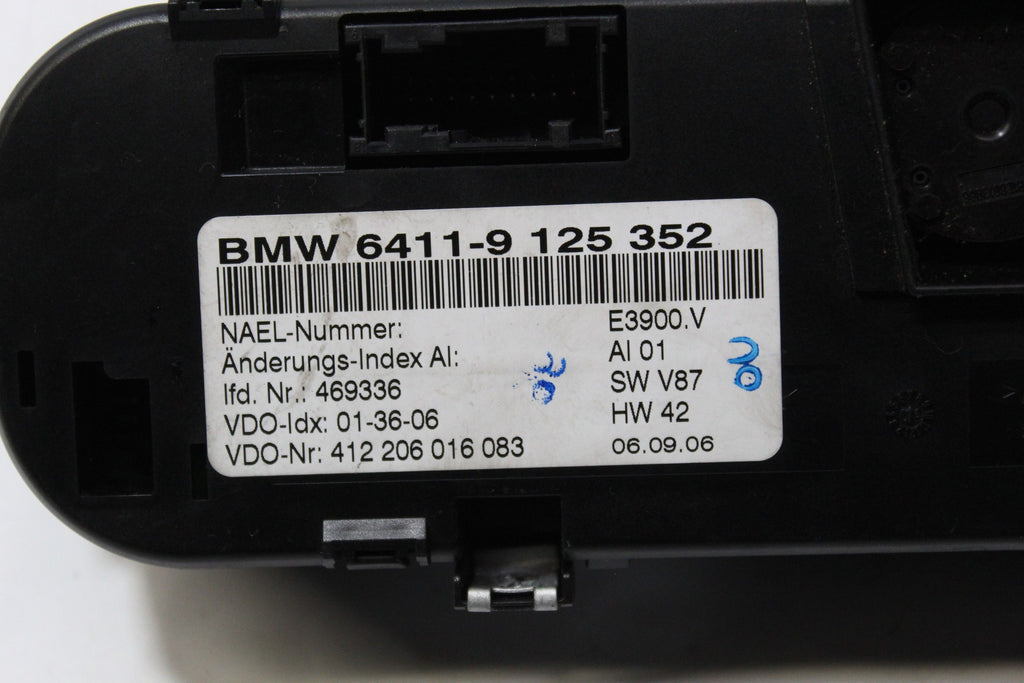 BMW 6411-9 125 352
NAEL-Nummer: E3900.V
Änderungs-Index AI: AI 01
lfd. Nr.: 469336 SW V87
VDO-Idx: 01-36-06 HW 42
VDO-Nr: 412 206 016 083 06.09.06